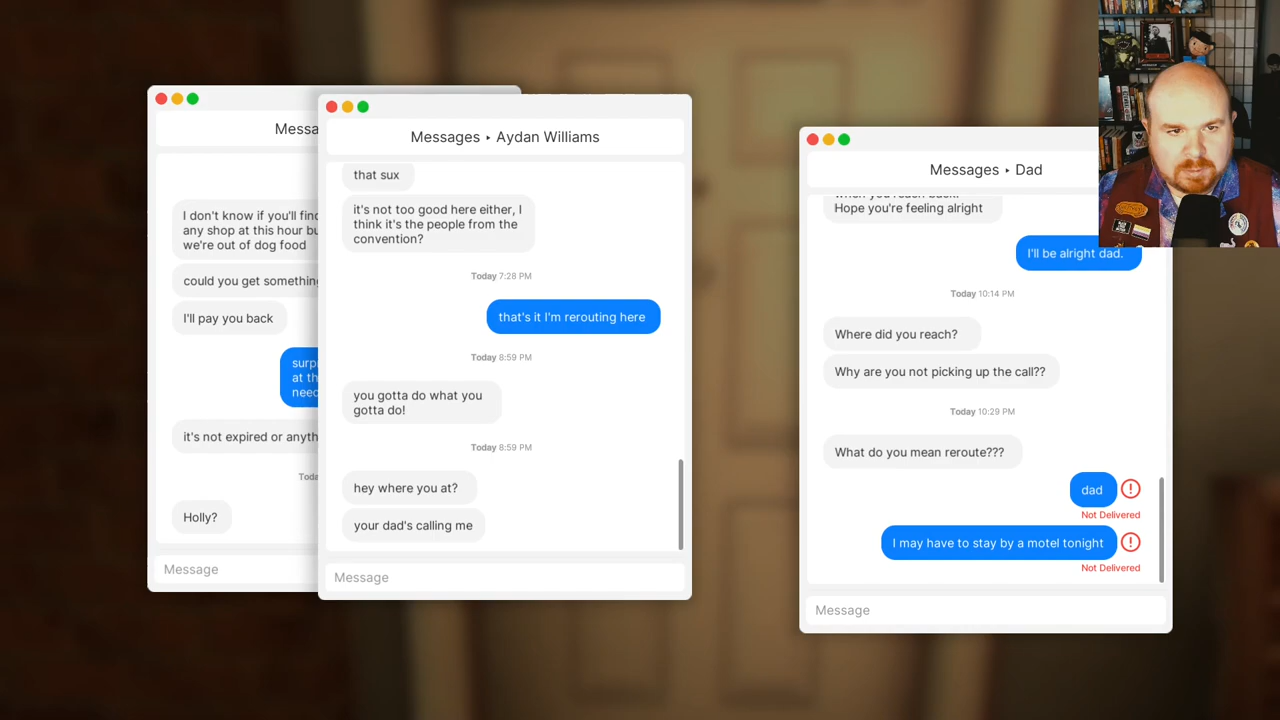 Messa
I don't know if you'll find
any shop at this hour bu
we're out of dog food
could you get something
I'll pay you back
surp
at th
need
it's not expired or anyth
Toda
Holly?
Message
Messages ▸ Aydan Williams
that sux
it's not too good here either, I
think it's the people from the
convention?
Today 7:28 PM
that's it I'm rerouting here
Today 8:59 PM
you gotta do what you
gotta do!
Today 8:59 PM
hey where you at?
your dad's calling me
Message
Messages ▸ Dad
Hope you're feeling alright
I'll be alright dad.
Today 10:14 PM
Where did you reach?
Why are you not picking up the call??
Today 10:29 PM
What do you mean reroute???
dad
Not Delivered
I may have to stay by a motel tonight
Not Delivered
Message